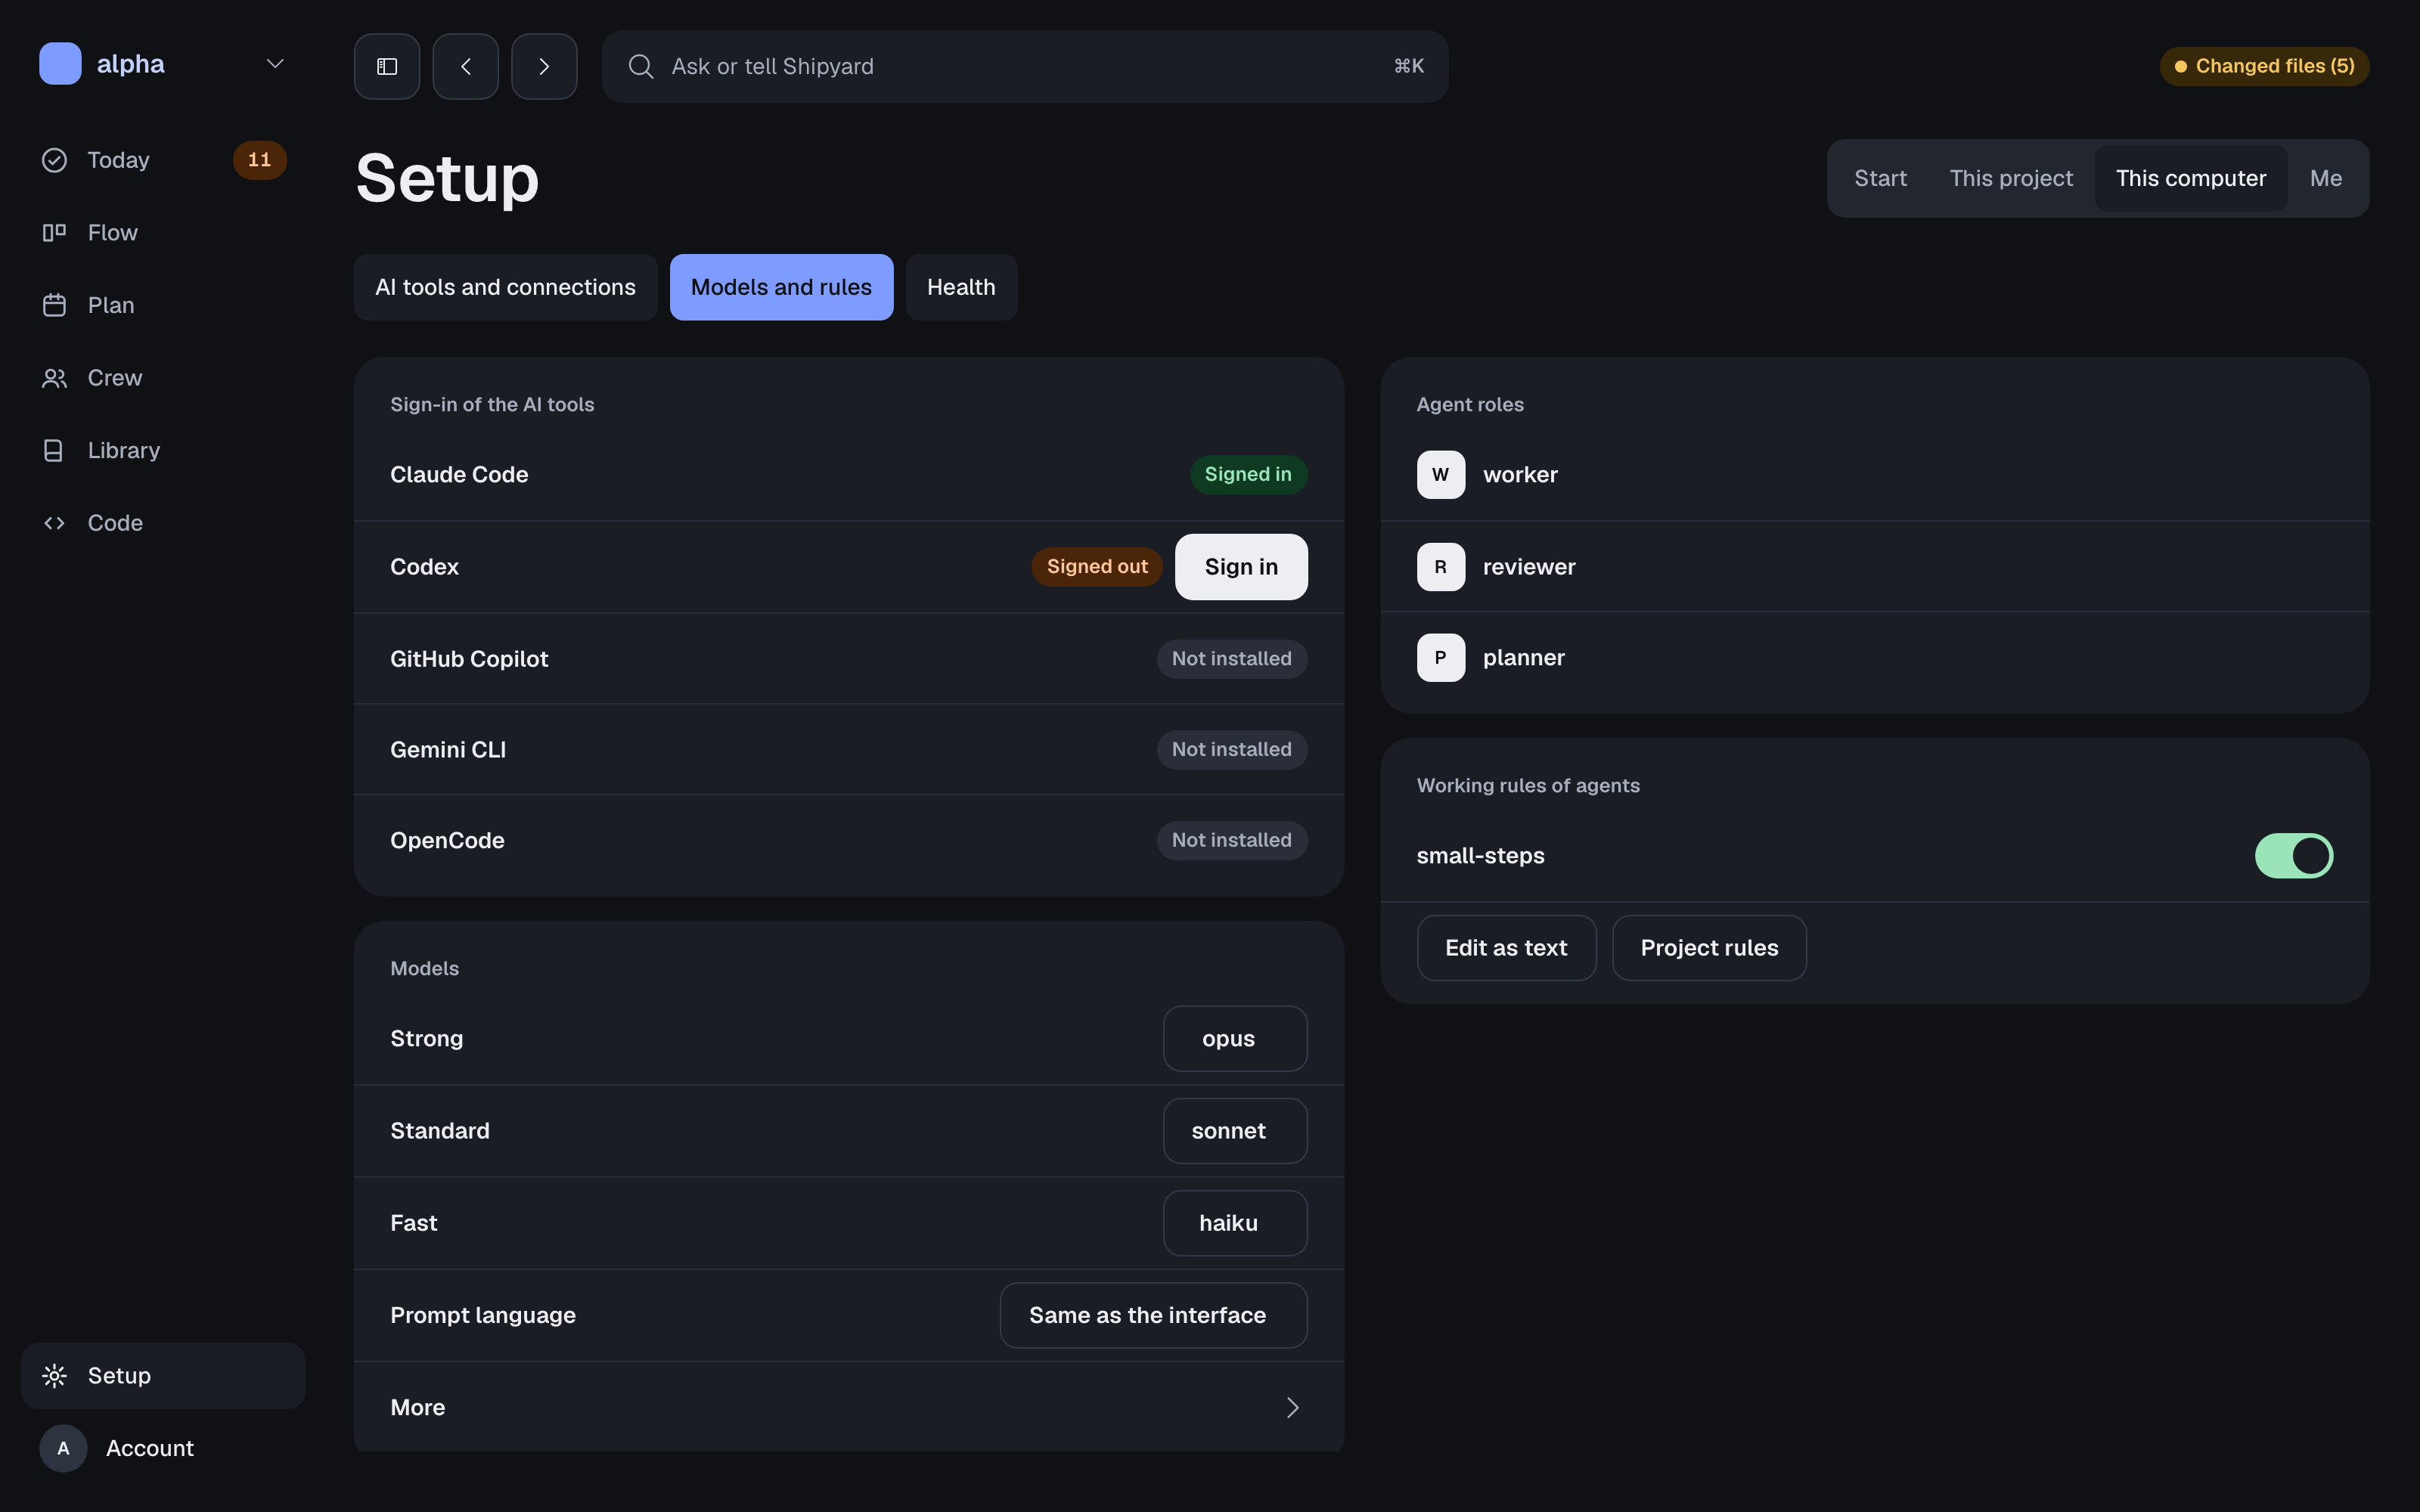 alpha
Ask or tell Shipyard
⌘K
Changed files (5)
Today
11
Flow
Plan
Crew
Library
Code
Setup
Account
A
Setup
Start
This project
This computer
Me
AI tools and connections
Models and rules
Health
Sign-in of the AI tools
Claude Code
Signed in
Codex
Signed out
Sign in
GitHub Copilot
Not installed
Gemini CLI
Not installed
OpenCode
Not installed
Models
Strong
opus
Standard
sonnet
Fast
haiku
Prompt language
Same as the interface
More
Agent roles
W
worker
R
reviewer
P
planner
Working rules of agents
small-steps
Edit as text
Project rules